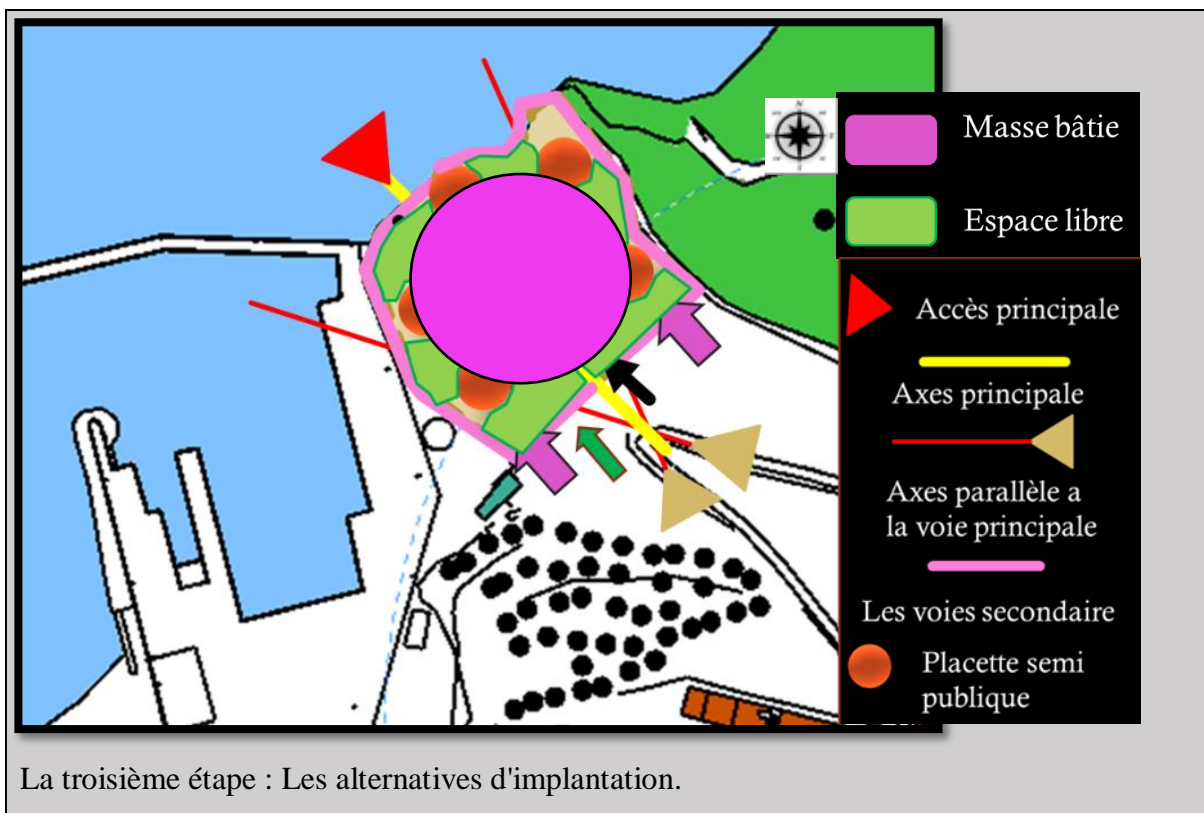 Masse bâtie
Espace libre
Accès principale
Axes principale
Axes parallèle a
la voie principale
Les voies secondaire
Placette semi
publique
La troisième étape : Les alternatives d'implantation.